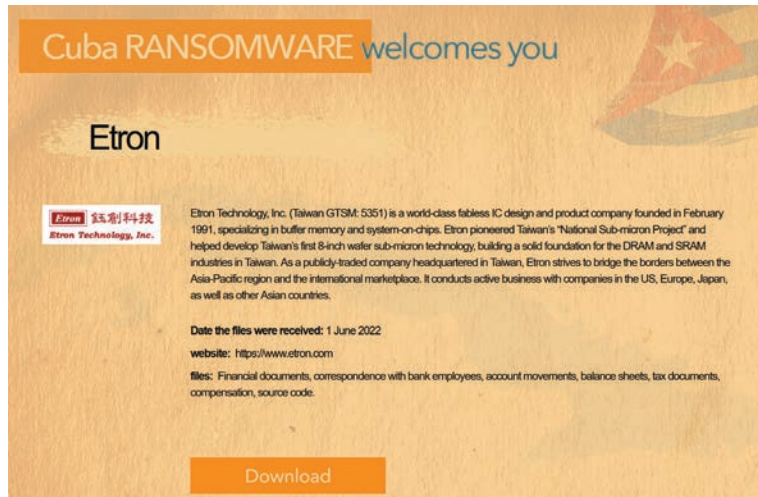 Cuba RANSOMWARE welcomes you
Etron
Etron 鈺創科技
Etron Technology, Inc.
Etron Technology, Inc. (Taiwan GTSM: 5351) is a world-class fabless IC design and product company founded in February
1991, specializing in buffer memory and system-on-chips. Etron pioneered Taiwan's "National Sub-micron Project" and
helped develop Taiwan's first 8-inch wafer sub-micron technology, building a solid foundation for the DRAM and SRAM
industries in Taiwan. As a publicly-traded company headquartered in Taiwan, Etron strives to bridge the borders between the
Asia-Pacific region and the international marketplace. It conducts active business with companies in the US, Europe, Japan,
as well as other Asian countries.
Date the files were received: 1 June 2022
website: https://www.etron.com
files: Financial documents, correspondence with bank employees, account movements, balance sheets, tax documents,
compensation, source code.
Download